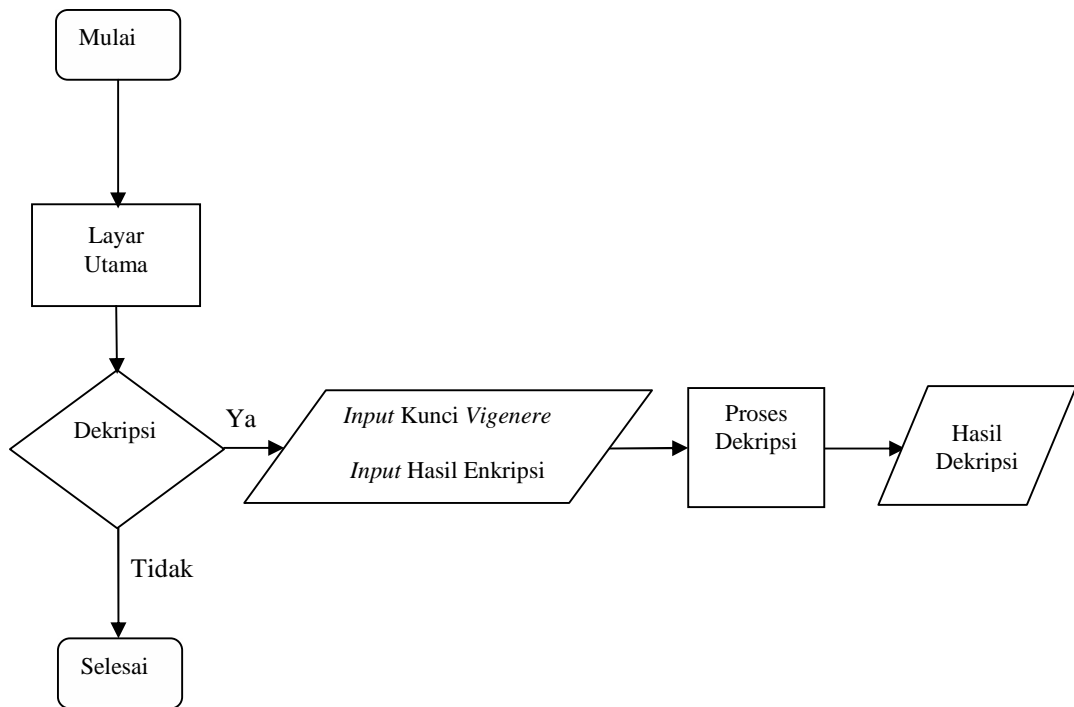 Mulai
Layar
Utama
Dekripsi
Ya
Input Kunci Vigenere
Input Hasil Enkripsi
Proses
Dekripsi
Hasil
Dekripsi
Tidak
Selesai